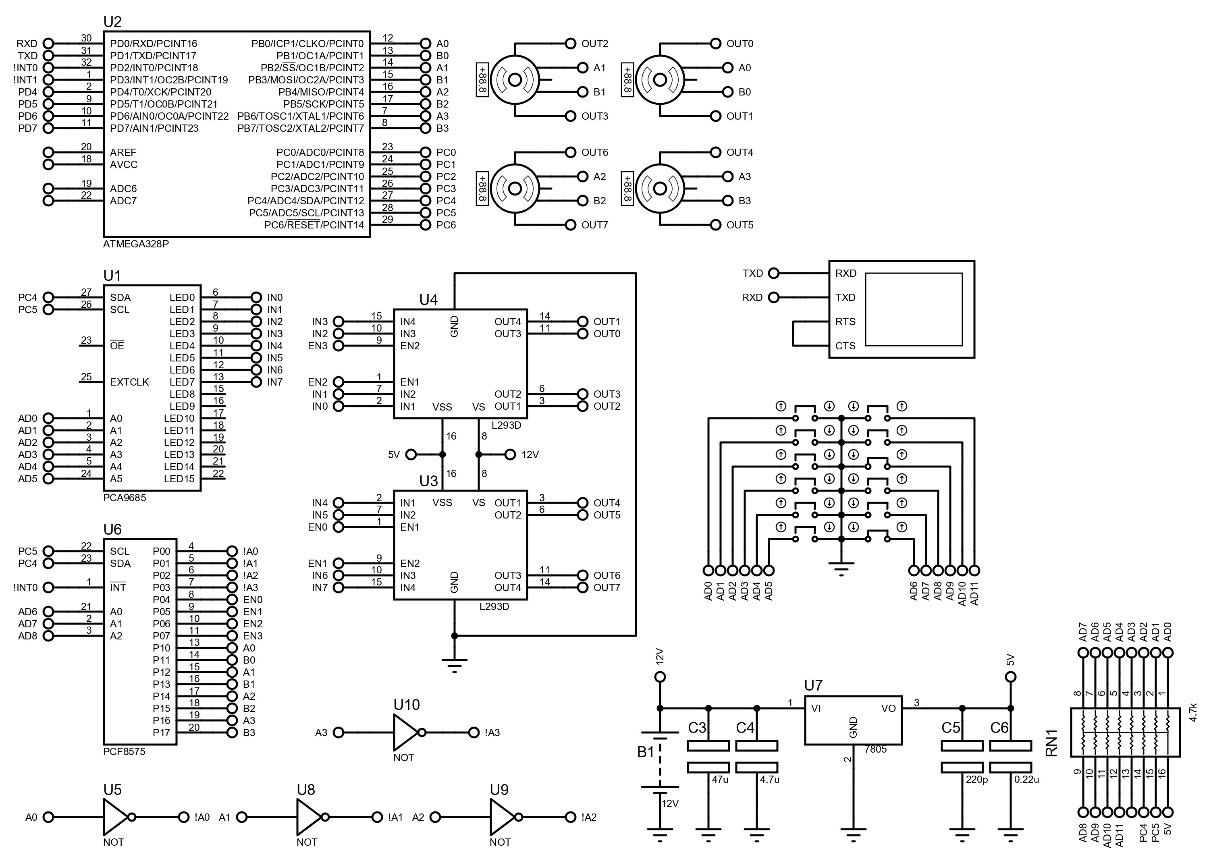 U2
RXD 30 PD0/RXD/PCINT16 PB0/ICP1/CLKO/PCINT0 12 A0
TXD 31 PD1/TXD/PCINT17 PB1/OC1A/PCINT1 13 B0
!INT0 32 PD2/INT0/PCINT18 PB2/SS/OC1B/PCINT2 14 A1
!INT1 1 PD3/INT1/OC2B/PCINT19 PB3/MOSI/OC2A/PCINT3 15 B1
PD4 2 PD4/T0/XCK/PCINT20 PB4/MISO/PCINT4 16 A2
PD5 9 PD5/T1/OC0B/PCINT21 PB5/SCK/PCINT5 17 B2
PD6 10 PD6/AIN0/OC0A/PCINT22 PB6/TOSC1/XTAL1/PCINT6 7 A3
PD7 11 PD7/AIN1/PCINT23 PB7/TOSC2/XTAL2/PCINT7 8 B3
20 AREF PC0/ADC0/PCINT8 23 PC0
18 AVCC PC1/ADC1/PCINT9 24 PC1
PC2/ADC2/PCINT10 25 PC2
19 ADC6 PC3/ADC3/PCINT11 26 PC3
22 ADC7 PC4/ADC4/SDA/PCINT12 27 PC4
PC5/ADC5/SCL/PCINT13 28 PC5
PC6/RESET/PCINT14 29 PC6
ATMEGA328P
+88.8 OUT2 A1 B1 OUT3
+88.8 OUT0 A0 B0 OUT1
+88.8 OUT6 A2 B2 OUT7
+88.8 OUT4 A3 B3 OUT5
U1
PC4 27 SDA LED0 6 IN0
PC5 26 SCL LED1 7 IN1
LED2 8 IN2
LED3 9 IN3
23 OE LED4 10 IN4
LED5 11 IN5
LED6 12 IN6
25 EXTCLK LED7 13 IN7
LED8 15
LED9 16
AD0 1 A0 LED10 17
AD1 2 A1 LED11 18
AD2 3 A2 LED12 19
AD3 4 A3 LED13 20
AD4 5 A4 LED14 21
AD5 24 A5 LED15 22
PCA9685
U4
GND
IN3 15 IN4 OUT4 14 OUT1
IN2 10 IN3 OUT3 11 OUT0
EN3 9 EN2
EN2 1 EN1
IN1 7 IN2 OUT2 6 OUT3
IN0 2 IN1 VSS VS OUT1 3 OUT2
L293D
16 8
5V 12V
16 8
U3
IN4 2 IN1 VSS VS OUT1 3 OUT4
IN5 7 IN2 OUT2 6 OUT5
EN0 1 EN1
EN1 9 EN2
IN6 10 IN3 GND OUT3 11 OUT6
IN7 15 IN4 OUT4 14 OUT7
L293D
TXD RXD
RXD TXD
RTS
CTS
AD0 AD1 AD2 AD3 AD4 AD5
AD6 AD7 AD8 AD9 AD10 AD11
U6
PC5 22 SCL P00 4 !A0
PC4 23 SDA P01 5 !A1
P02 6 !A2
!INT0 1 INT P03 7 !A3
P04 8 EN0
AD6 21 A0 P05 9 EN1
AD7 2 A1 P06 10 EN2
AD8 3 A2 P07 11 EN3
P10 13 A0
P11 14 B0
P12 15 A1
P13 16 B1
P14 17 A2
P15 18 B2
P16 19 A3
P17 20 B3
PCF8575
U10
A3 !A3
NOT
U5
A0 !A0
NOT
U8
A1 !A1
NOT
U9
A2 !A2
NOT
12V
B1
12V
C3
47u
C4
4.7u
U7
1 VI VO 3
GND
2
7805
5V
C5
220p
C6
0.22u
AD7 AD6 AD5 AD4 AD3 AD2 AD1 AD0
8 7 6 5 4 3 2 1
RN1
4.7k
9 10 11 12 13 14 15 16
AD8 AD9 AD10 AD11 PC4 PC5 5V